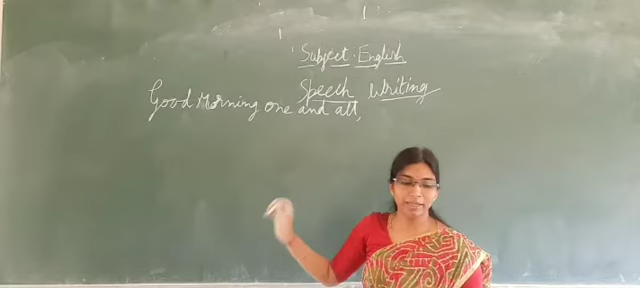 Subject. English
Speech Writing
Good Morning one and all,